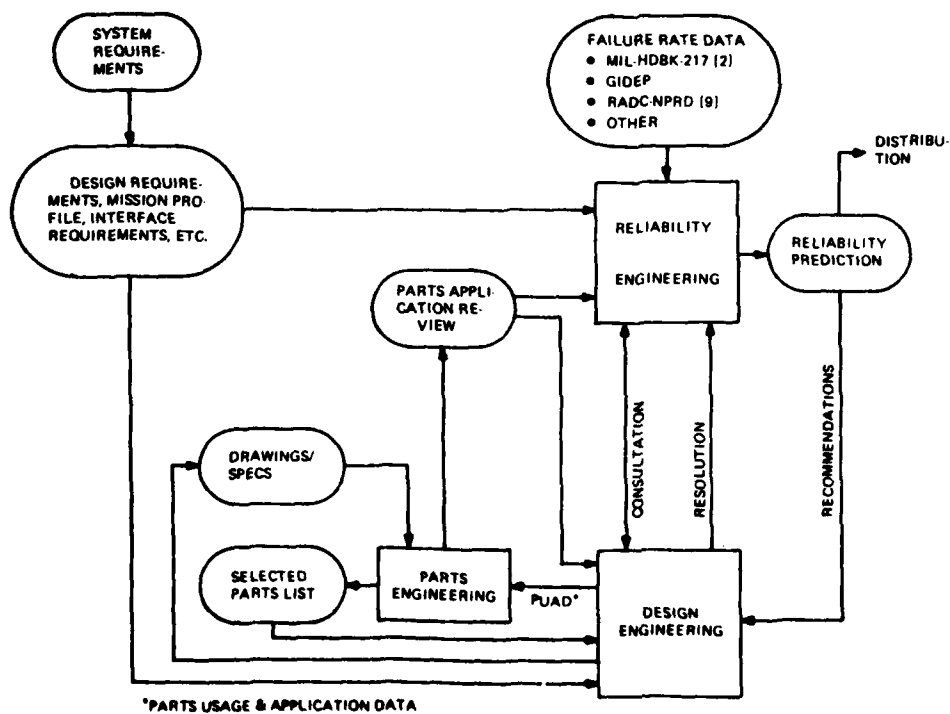 SYSTEM
REQUIRE-
MENTS
FAILURE RATE DATA
● MIL-HDBK-217 (2)
● GIDEP
● RADC-NPRD (9)
● OTHER
DISTRIBU-
TION
DESIGN REQUIRE-
MENTS, MISSION PRO-
FILE, INTERFACE
REQUIREMENTS, ETC.
RELIABILITY
ENGINEERING
RELIABILITY
PREDICTION
PARTS APPLI-
CATION RE-
VIEW
CONSULTATION
RESOLUTION
RECOMMENDATIONS
DRAWINGS/
SPECS
SELECTED
PARTS LIST
PARTS
ENGINEERING
PUAD*
DESIGN
ENGINEERING
*PARTS USAGE & APPLICATION DATA